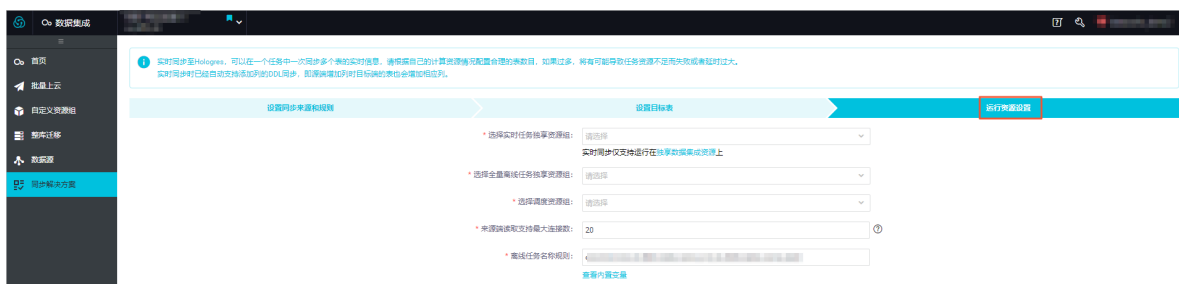 数据集成
首页
批量上云
自定义资源组
整库迁移
数据源
同步解决方案
实时同步至Hologres，可以在一个任务中一次同步多个表的实时信息，请根据自己的计算资源情况配置合理的表数目，如果过多，将有可能导致任务资源不足而失败或者延时过大。
实时同步时已经自动支持添加列的DDL同步，即源端增加列时目标端的表也会增加相应列。
设置同步来源和规则
设置目标表
运行资源设置
* 选择实时任务独享资源组： 请选择
实时同步仅支持运行在独享数据集成资源上
* 选择全量离线任务独享资源组： 请选择
* 选择调度资源组： 请选择
* 来源端读取支持最大连接数： 20
* 离线任务名称规则：
查看内置变量